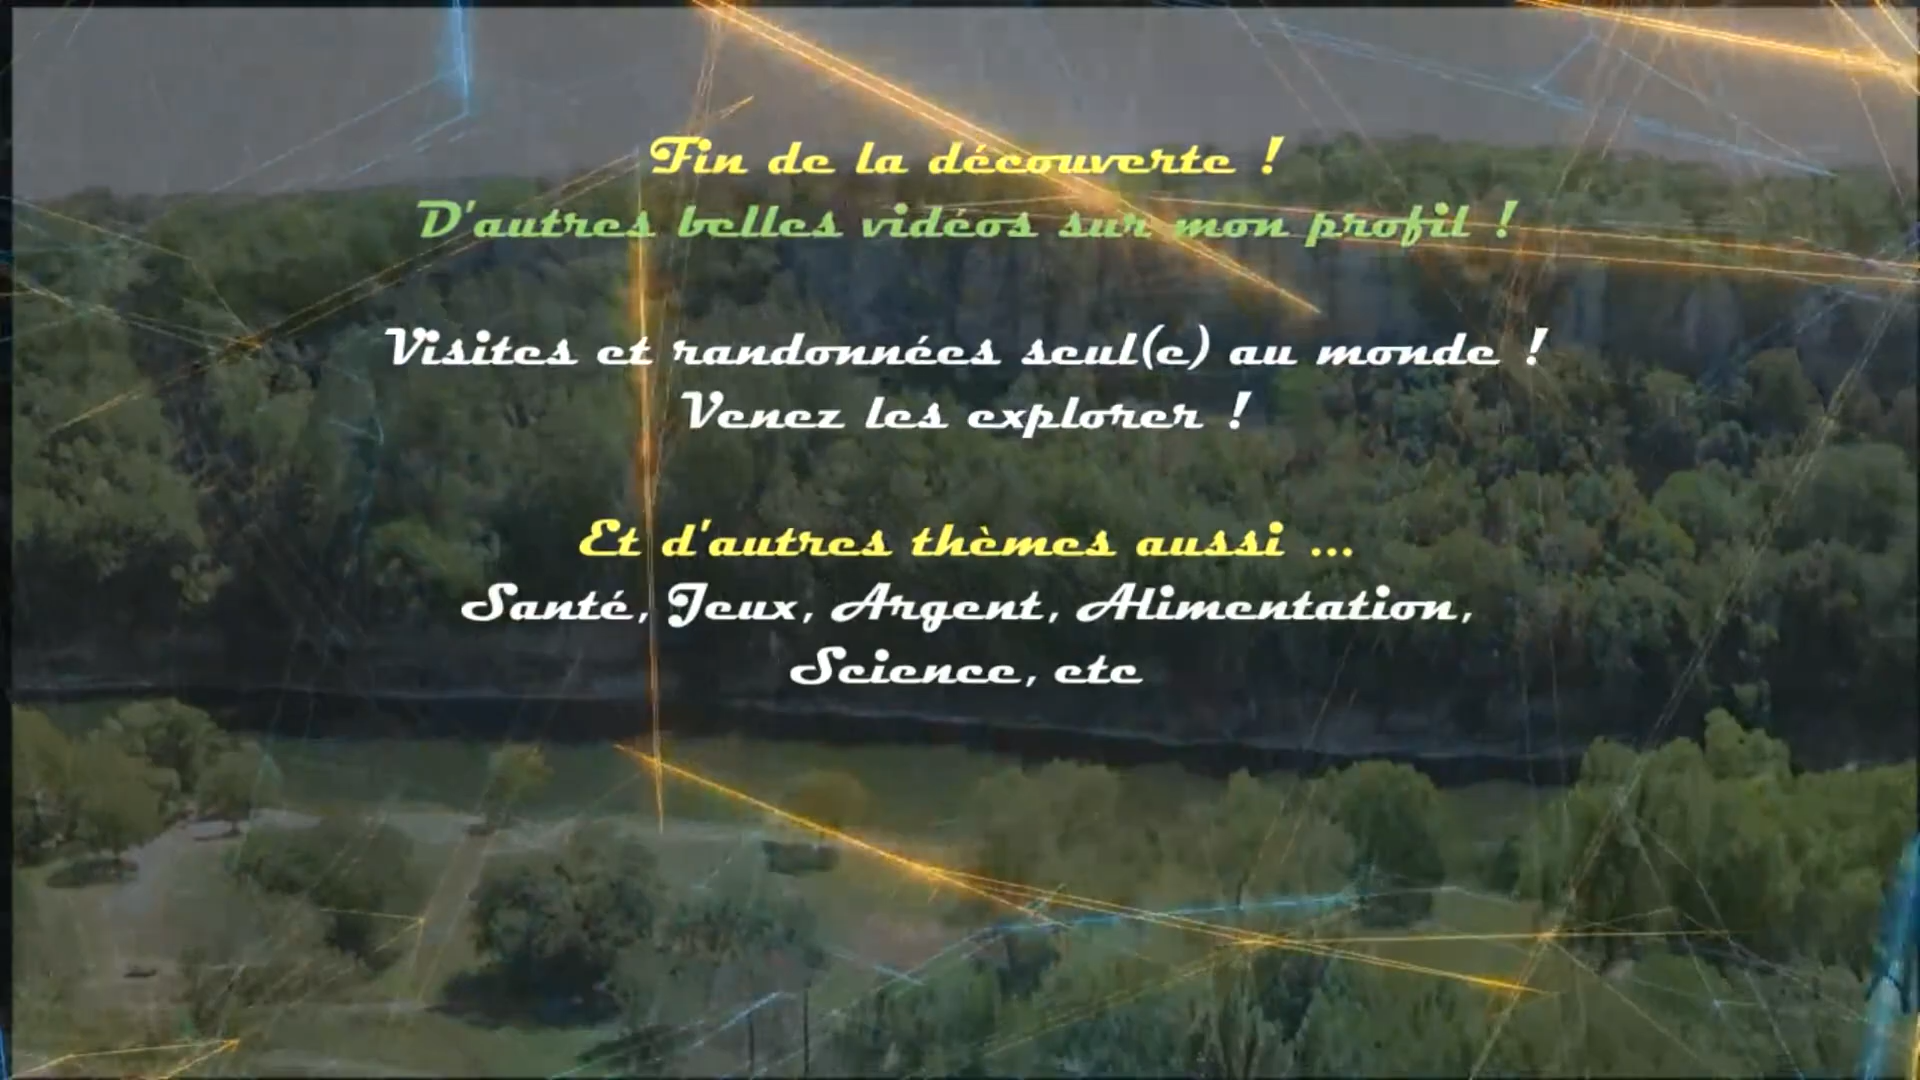 Fin de la découverte !
D'autres belles vidéos sur mon profil !
Visites et randonnées seul(e) au monde !
Venez les explorer !
Et d'autres thèmes aussi ...
Santé, Jeux, Argent, Alimentation,
Science, etc